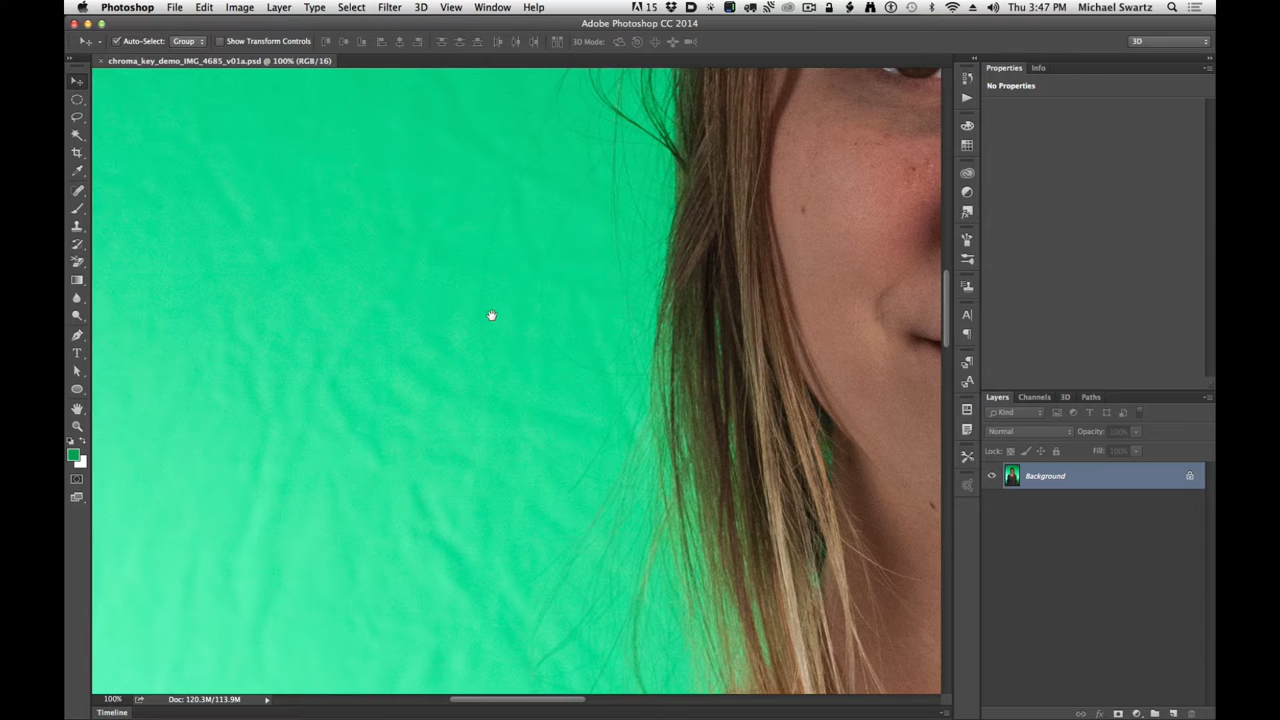 Photoshop File Edit Image Layer Type Select Filter 3D View Window Help 15 Thu 3:47 PM Michael Swartz
Adobe Photoshop CC 2014
Auto-Select: Group Show Transform Controls 3D Mode: 3D
× chroma_key_demo_IMG_4685_v01a.psd @ 100% (RGB/16)
Properties Info
No Properties
Layers Channels 3D Paths
Kind
Normal Opacity: 100%
Lock: Fill: 100%
Background
100% Doc: 120.3M/113.9M
Timeline